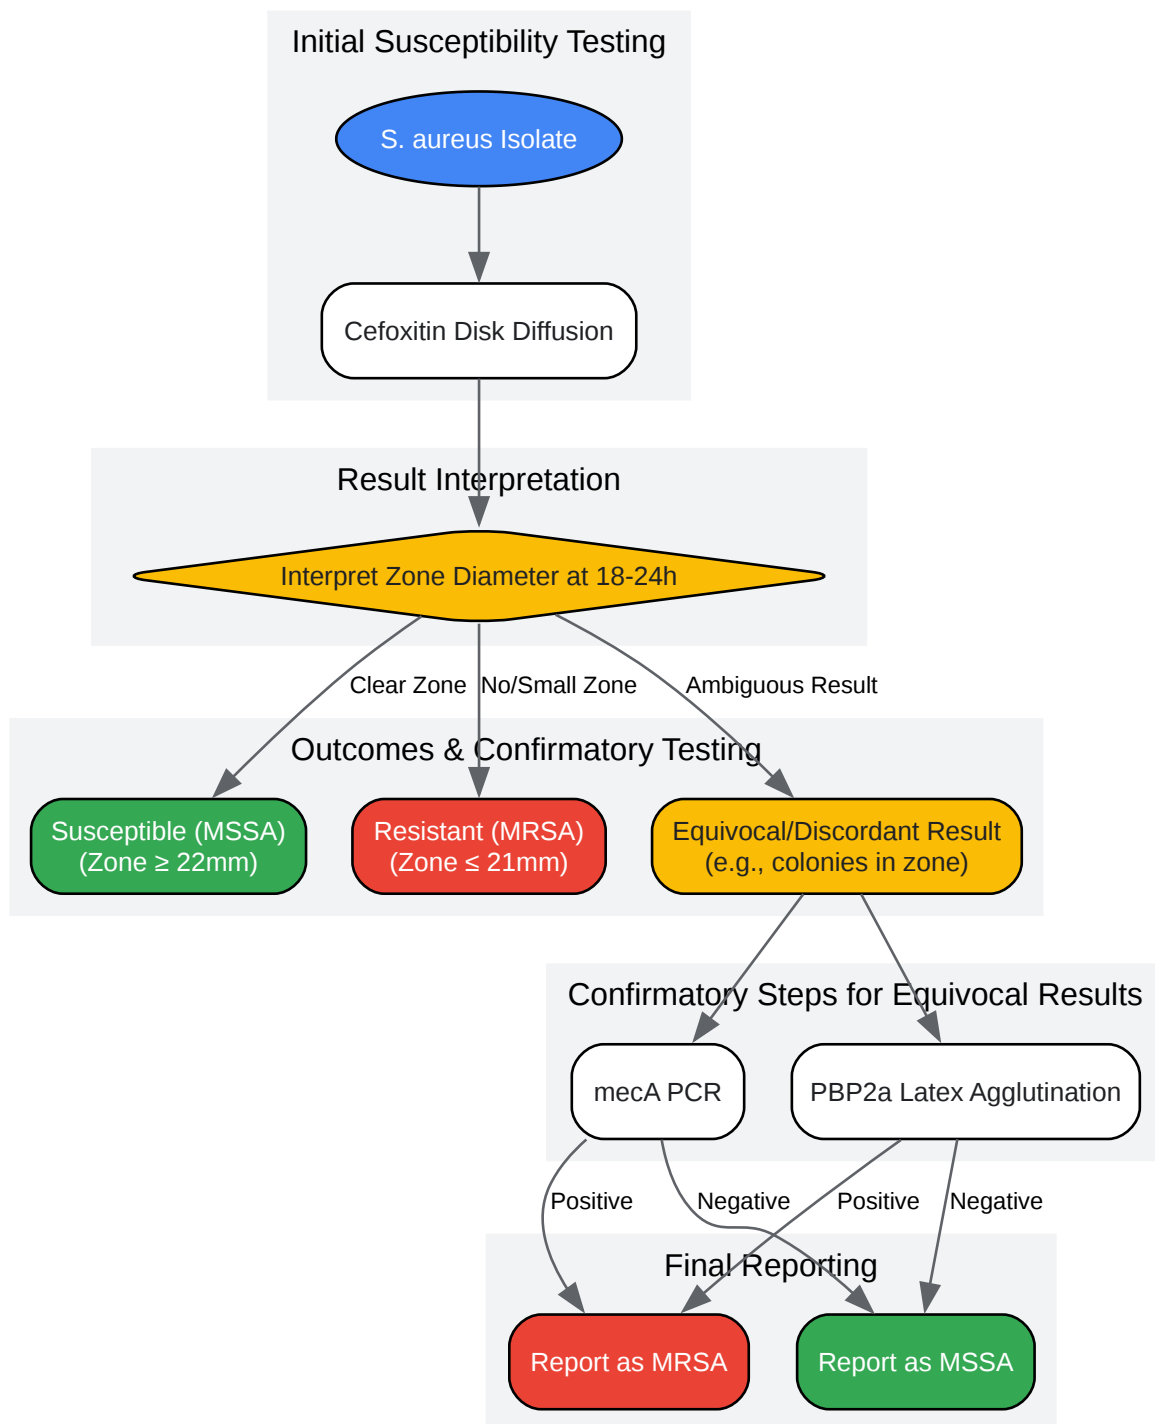 Initial Susceptibility Testing
S. aureus Isolate
Cefoxitin Disk Diffusion
Result Interpretation
Interpret Zone Diameter at 18-24h
Clear Zone
No/Small Zone
Ambiguous Result
Outcomes & Confirmatory Testing
Susceptible (MSSA)
(Zone ≥ 22mm)
Resistant (MRSA)
(Zone ≤ 21mm)
Equivocal/Discordant Result
(e.g., colonies in zone)
Confirmatory Steps for Equivocal Results
mecA PCR
PBP2a Latex Agglutination
Positive
Negative
Positive
Negative
Final Reporting
Report as MRSA
Report as MSSA